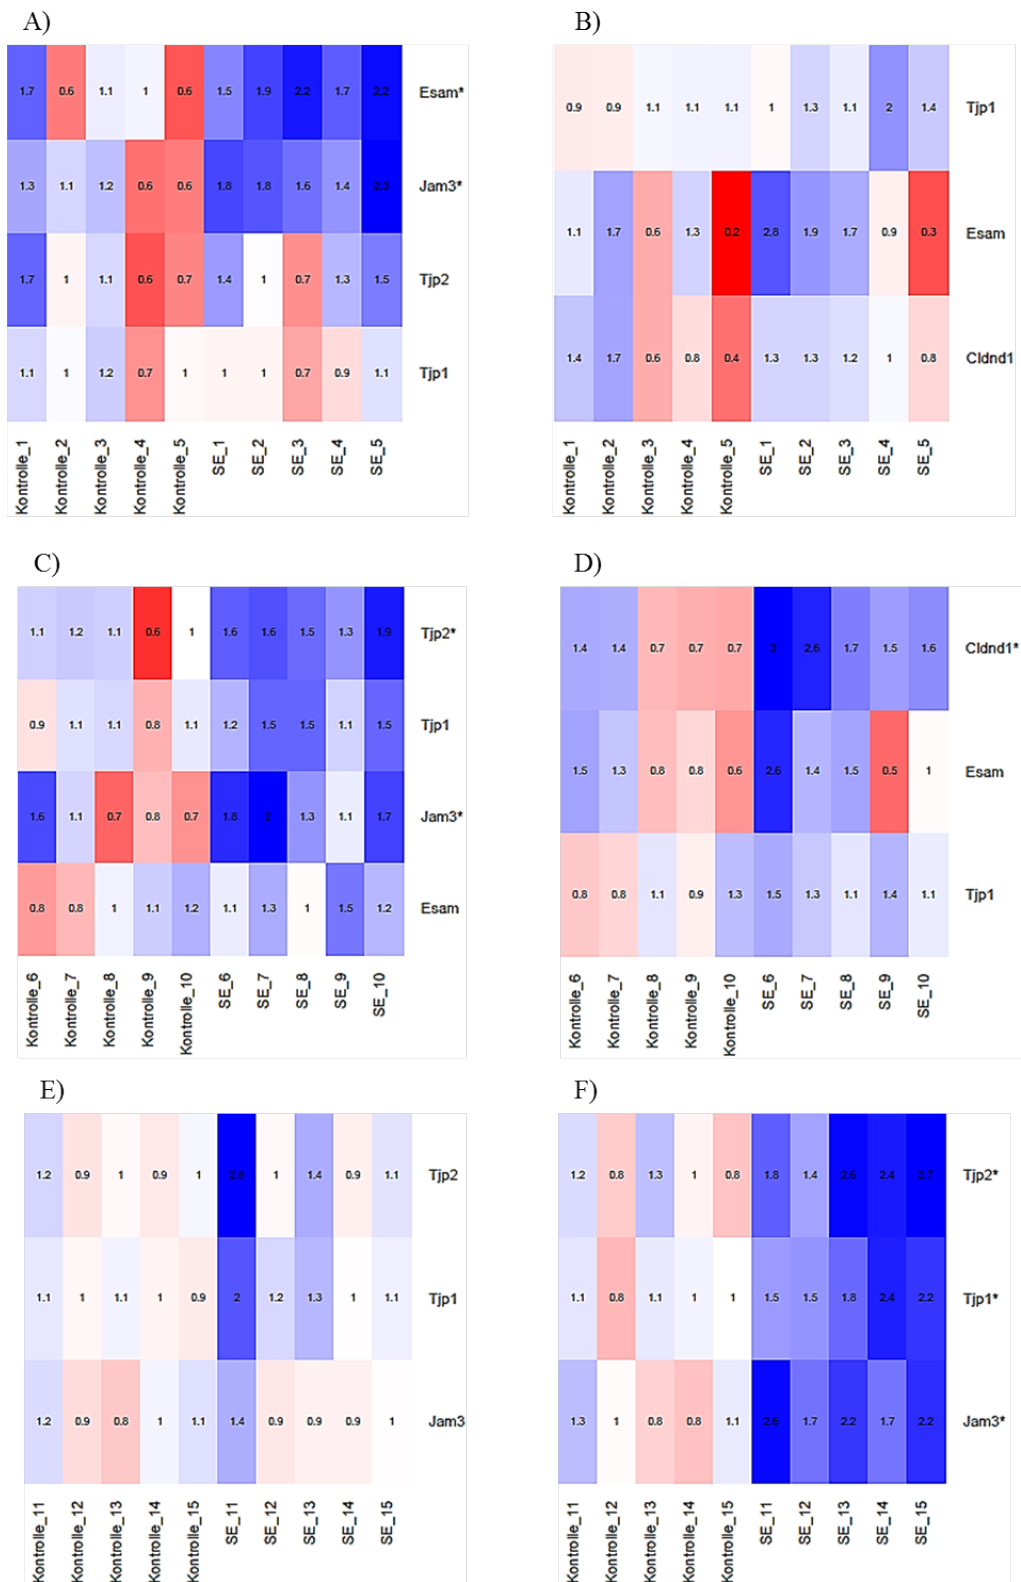 A)
1.7 0.6 1.1 1 0.6 1.5 1.9 2.2 1.7 2.2 Esam*
1.3 1.1 1.2 0.6 0.6 1.8 1.8 1.6 1.4 2.3 Jam3*
1.7 1 1.1 0.6 0.7 1.4 1 0.7 1.3 1.5 Tjp2
1.1 1 1.2 0.7 1 1 1 0.7 0.9 1.1 Tjp1
Kontrolle_1 Kontrolle_2 Kontrolle_3 Kontrolle_4 Kontrolle_5 SE_1 SE_2 SE_3 SE_4 SE_5
B)
0.9 0.9 1.1 1.1 1.1 1 1.3 1.1 2 1.4 Tjp1
1.1 1.7 0.6 1.3 0.2 2.8 1.9 1.7 0.9 0.3 Esam
1.4 1.7 0.6 0.8 0.4 1.3 1.3 1.2 1 0.8 Cldnd1
Kontrolle_1 Kontrolle_2 Kontrolle_3 Kontrolle_4 Kontrolle_5 SE_1 SE_2 SE_3 SE_4 SE_5
C)
1.1 1.2 1.1 0.6 1 1.6 1.6 1.5 1.3 1.9 Tjp2*
0.9 1.1 1.1 0.8 1.1 1.2 1.5 1.5 1.1 1.5 Tjp1
1.6 1.1 0.7 0.8 0.7 1.8 2 1.3 1.1 1.7 Jam3*
0.8 0.8 1 1.1 1.2 1.1 1.3 1 1.5 1.2 Esam
Kontrolle_6 Kontrolle_7 Kontrolle_8 Kontrolle_9 Kontrolle_10 SE_6 SE_7 SE_8 SE_9 SE_10
D)
1.4 1.4 0.7 0.7 0.7 3 2.6 1.7 1.5 1.6 Cldnd1*
1.5 1.3 0.8 0.8 0.6 2.6 1.4 1.5 0.5 1 Esam
0.8 0.8 1.1 0.9 1.3 1.5 1.3 1.1 1.4 1.1 Tjp1
Kontrolle_6 Kontrolle_7 Kontrolle_8 Kontrolle_9 Kontrolle_10 SE_6 SE_7 SE_8 SE_9 SE_10
E)
1.2 0.9 1 0.9 1 2.8 1 1.4 0.9 1.1 Tjp2
1.1 1 1.1 1 0.9 2 1.2 1.3 1 1.1 Tjp1
1.2 0.9 0.8 1 1.1 1.4 0.9 0.9 0.9 1 Jam3
Kontrolle_11 Kontrolle_12 Kontrolle_13 Kontrolle_14 Kontrolle_15 SE_11 SE_12 SE_13 SE_14 SE_15
F)
1.2 0.8 1.3 1 0.8 1.8 1.4 2.6 2.4 2.7 Tjp2*
1.1 0.8 1.1 1 1 1.5 1.5 1.8 2.4 2.2 Tjp1*
1.3 1 0.8 0.8 1.1 2.6 1.7 2.2 1.7 2.2 Jam3*
Kontrolle_11 Kontrolle_12 Kontrolle_13 Kontrolle_14 Kontrolle_15 SE_11 SE_12 SE_13 SE_14 SE_15